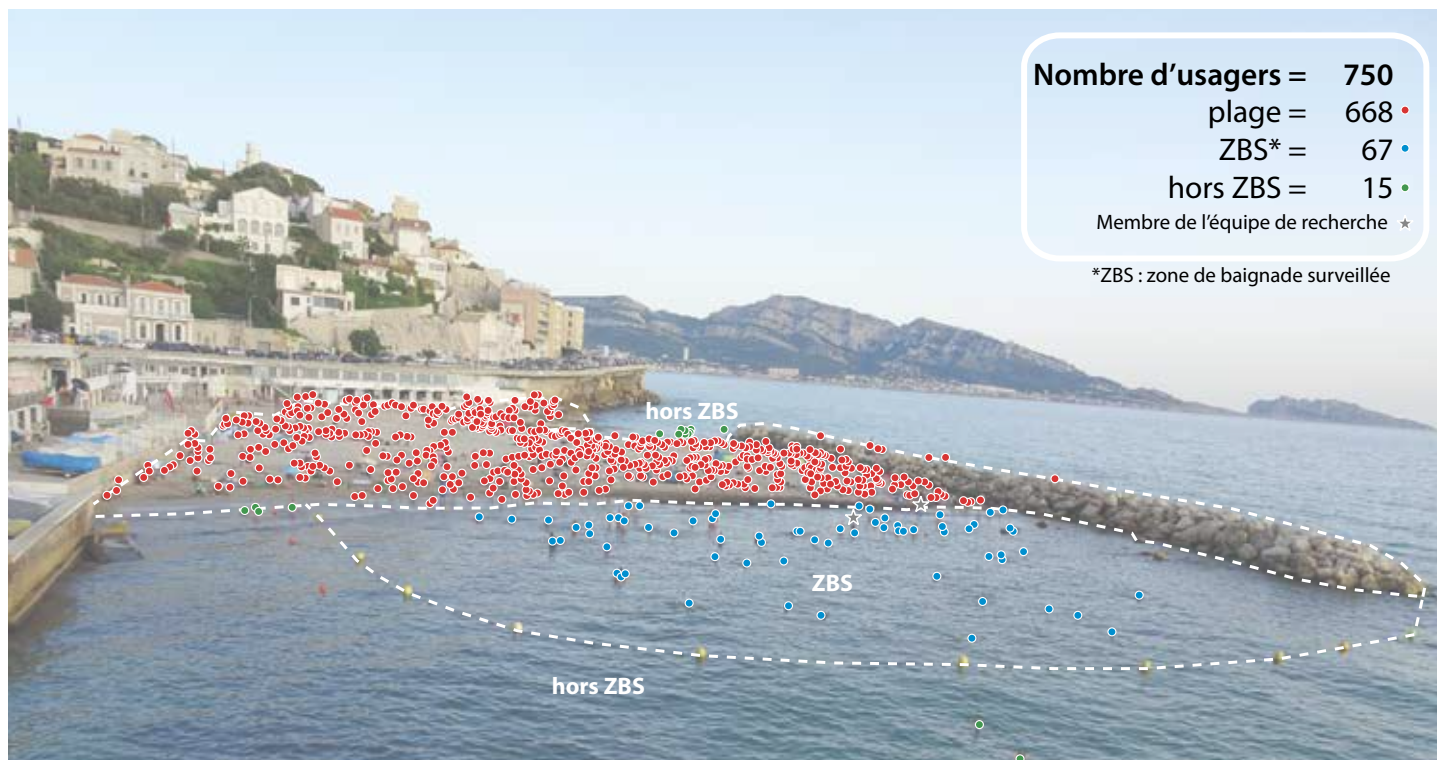 Nombre d'usagers = 750
plage = 668
ZBS* = 67
hors ZBS = 15
Membre de l'équipe de recherche
*ZBS : zone de baignade surveillée
hors ZBS
ZBS
hors ZBS